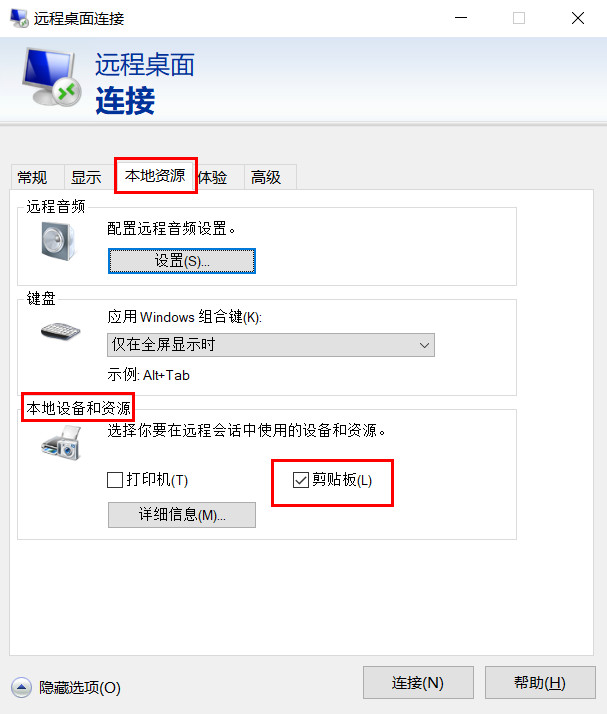 远程桌面连接
远程桌面
连接
常规 显示 本地资源 体验 高级
远程音频
配置远程音频设置。
设置(S)...
键盘
应用 Windows 组合键(K):
仅在全屏显示时
示例: Alt+Tab
本地设备和资源
选择你要在远程会话中使用的设备和资源。
打印机(T) 剪贴板(L)
详细信息(M)...
隐藏选项(O) 连接(N) 帮助(H)